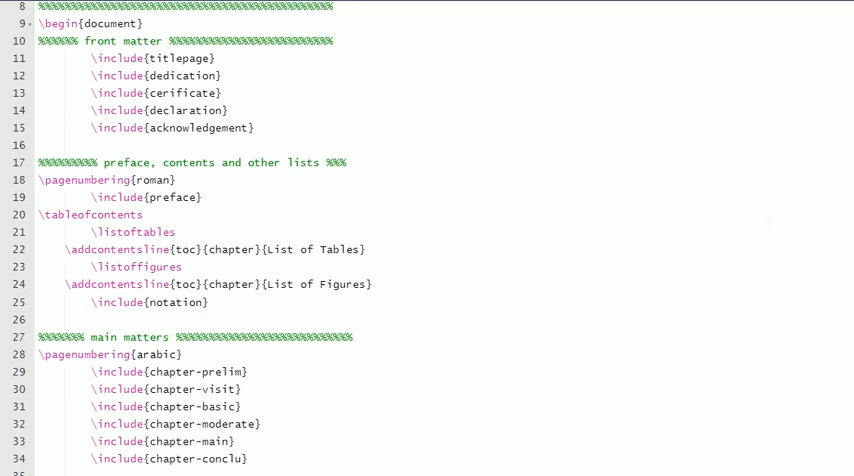 8 %%%%%%%%%%%%%%%%%%%%%%%%%%%%%%%%%%%%%%%%%%%%%
9 \begin{document}
10 %%%%%% front matter %%%%%%%%%%%%%%%%%%%%%%%%%
11 \include{titlepage}
12 \include{dedication}
13 \include{cerificate}
14 \include{declaration}
15 \include{acknowledgement}
16
17 %%%%%%%%% preface, contents and other lists %%%
18 \pagenumbering{roman}
19 \include{preface}
20 \tableofcontents
21 \listoftables
22 \addcontentsline{toc}{chapter}{List of Tables}
23 \listoffigures
24 \addcontentsline{toc}{chapter}{List of Figures}
25 \include{notation}
26
27 %%%%%%% main matters %%%%%%%%%%%%%%%%%%%%%%%%%%%
28 \pagenumbering{arabic}
29 \include{chapter-prelim}
30 \include{chapter-visit}
31 \include{chapter-basic}
32 \include{chapter-moderate}
33 \include{chapter-main}
34 \include{chapter-conclu}
35